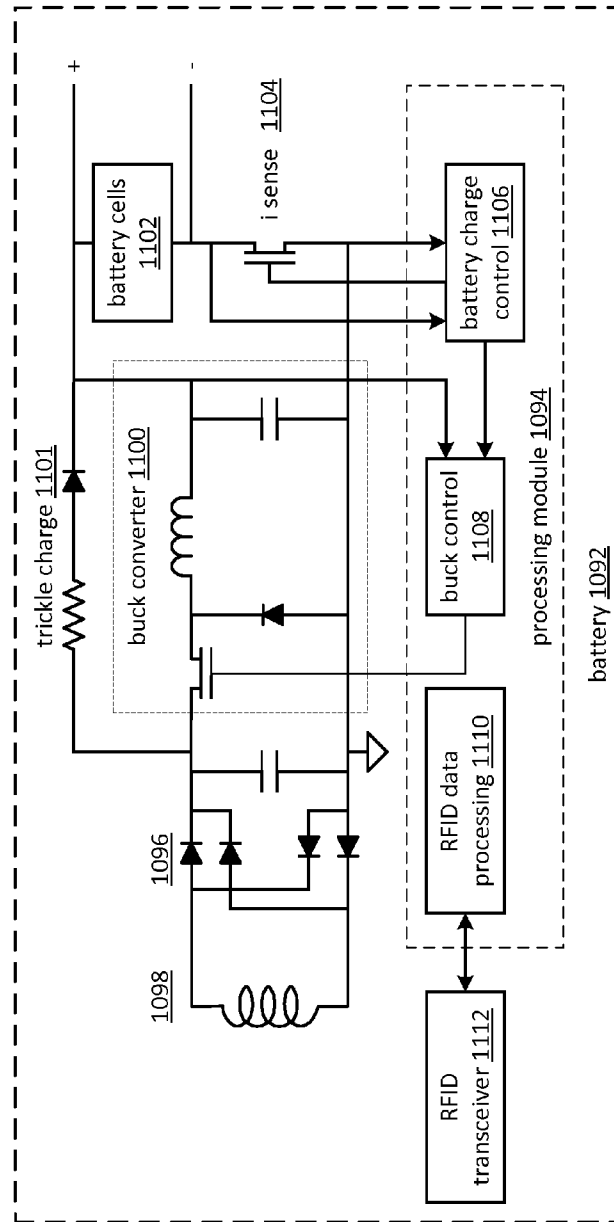 trickle charge 1101
+
-
battery cells
1102
buck converter 1100
i sense 1104
1096
1098
battery charge
control 1106
buck control
1108
RFID data
processing 1110
RFID
transceiver 1112
processing module 1094
battery 1092